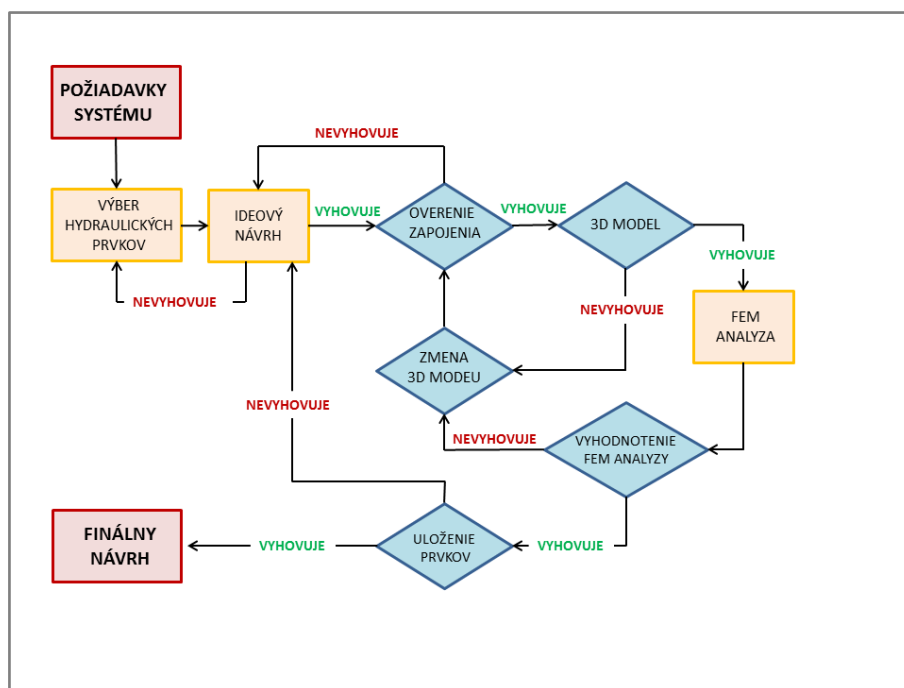 POŽIADAVKY
SYSTÉMU
NEVYHOVUJE
VÝBER
HYDRAULICKÝCH
PRVKOV
IDEOVÝ
NÁVRH
VYHOVUJE
OVERENIE
ZAPOJENIA
VYHOVUJE
3D MODEL
VYHOVUJE
NEVYHOVUJE
NEVYHOVUJE
FEM
ANALYZA
ZMENA
3D MODEU
NEVYHOVUJE
NEVYHOVUJE
VYHODNOTENIE
FEM ANALYZY
FINÁLNY
NÁVRH
VYHOVUJE
ULOŽENIE
PRVKOV
VYHOVUJE